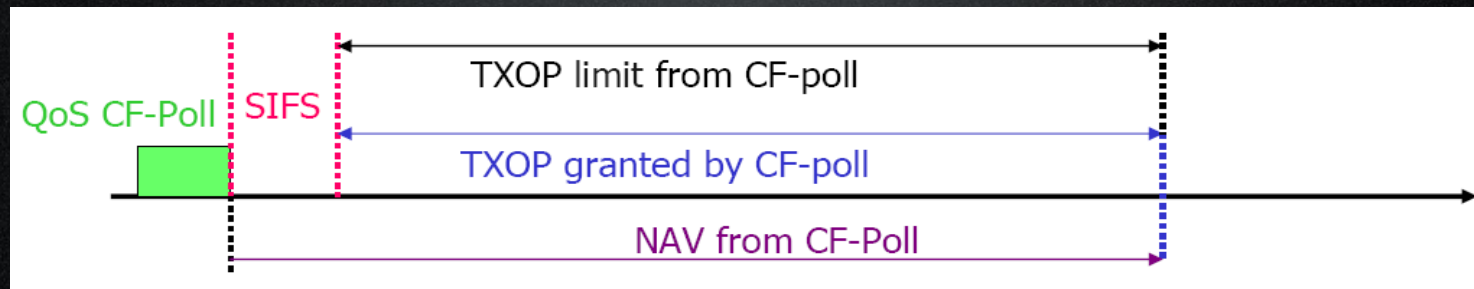 TXOP limit from CF-poll
QoS CF-Poll
SIFS
TXOP granted by CF-poll
NAV from CF-Poll